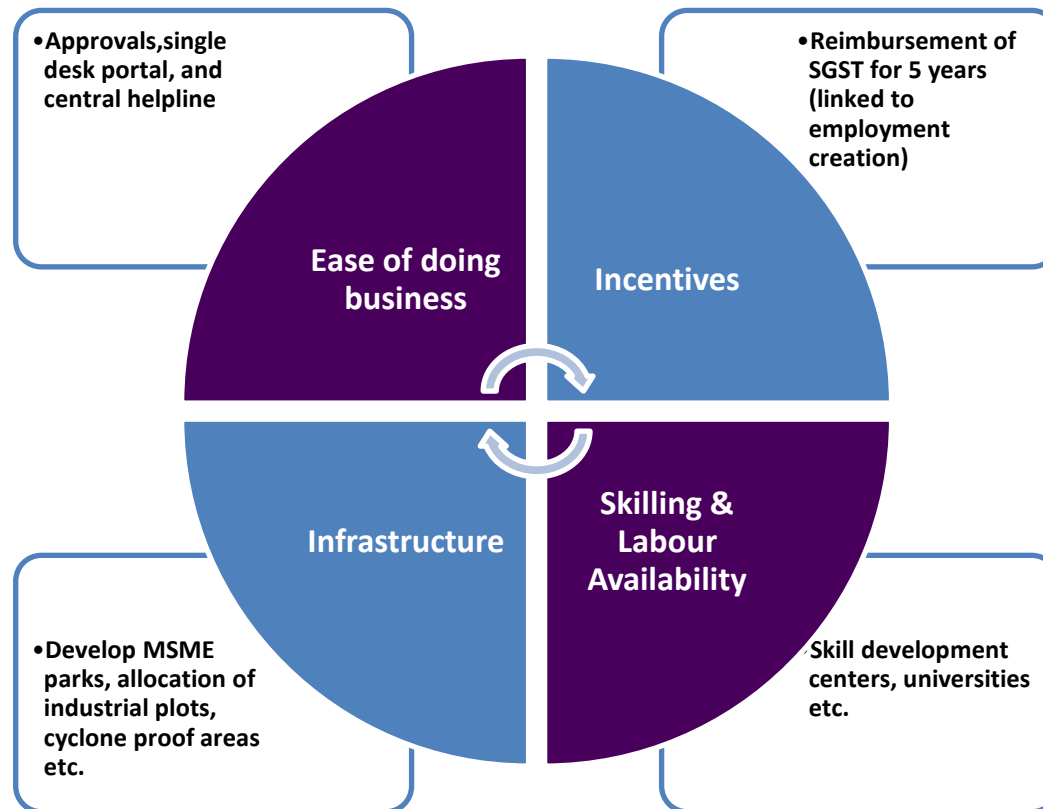 •Approvals,single
desk portal, and
central helpline
•Reimbursement of
SGST for 5 years
(linked to
employment
creation)
Ease of doing
business
Incentives
Infrastructure
Skilling &
Labour
Availability
•Develop MSME
parks, allocation of
industrial plots,
cyclone proof areas
etc.
•Skill development
centers, universities
etc.